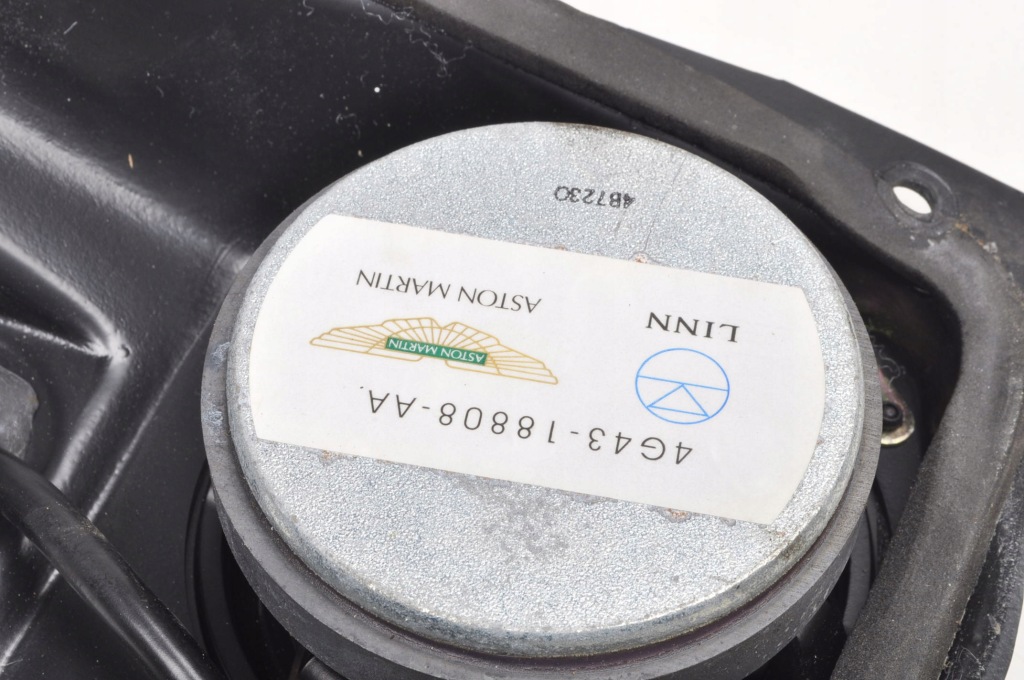 4G43-18808-AA.
ASTON MARTIN
LINN
ASTON MARTIN
4B7230